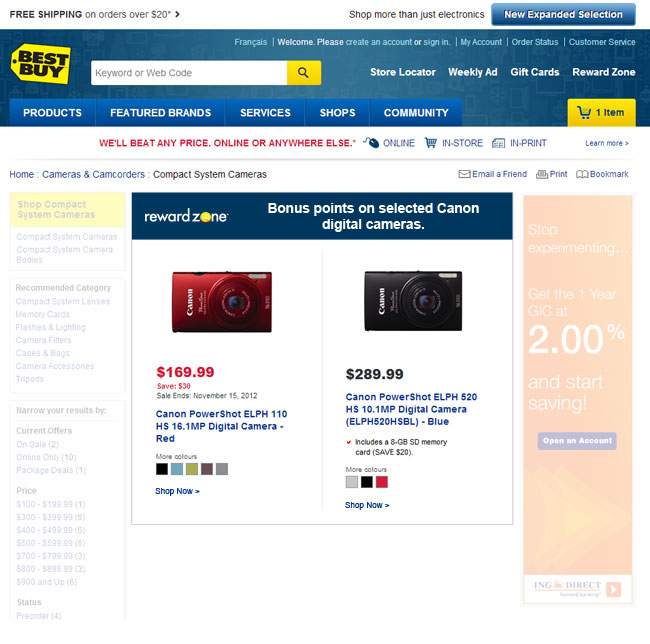 FREE SHIPPING on orders over $20* >
Shop more than just electronics
New Expanded Selection
Français
Welcome. Please create an account or sign in.
My Account
Order Status
Customer Service
BEST BUY
Keyword or Web Code
Store Locator
Weekly Ad
Gift Cards
Reward Zone
PRODUCTS
FEATURED BRANDS
SERVICES
SHOPS
COMMUNITY
1 Item
WE'LL BEAT ANY PRICE. ONLINE OR ANYWHERE ELSE.*
ONLINE
IN-STORE
IN-PRINT
Learn more >
Home : Cameras & Camcorders : Compact System Cameras
Email a Friend
Print
Bookmark
Shop Compact
System Cameras
Compact System Cameras
Compact System Camera
Bodies
Recommended Category
Compact System Lenses
Memory Cards
Flashes & Lighting
Camera Filters
Cases & Bags
Camera Accessories
Tripods
Narrow your results by:
Current Offers
On Sale (2)
Online Only (10)
Package Deals (1)
Price
$100 - $199.99 (1)
$300 - $399.99 (6)
$400 - $499.99 (6)
$500 - $599.99 (6)
$700 - $799.99 (3)
$800 - $899.99 (3)
$900 and Up (6)
Status
Preorder (4)
reward zone
Bonus points on selected Canon
digital cameras.
Canon
$169.99
Save: $30
Sale Ends: November 15, 2012
Canon PowerShot ELPH 110
HS 16.1MP Digital Camera -
Red
More colours
Shop Now >
Canon
$289.99
Canon PowerShot ELPH 520
HS 10.1MP Digital Camera
(ELPH520HSBL) - Blue
Includes a 8-GB SD memory
card (SAVE $20).
More colours
Shop Now >
Stop
experimenting...
Get the 1 Year
GIC at
2.00%
and start
saving!
Open an Account
ING DIRECT
forward banking